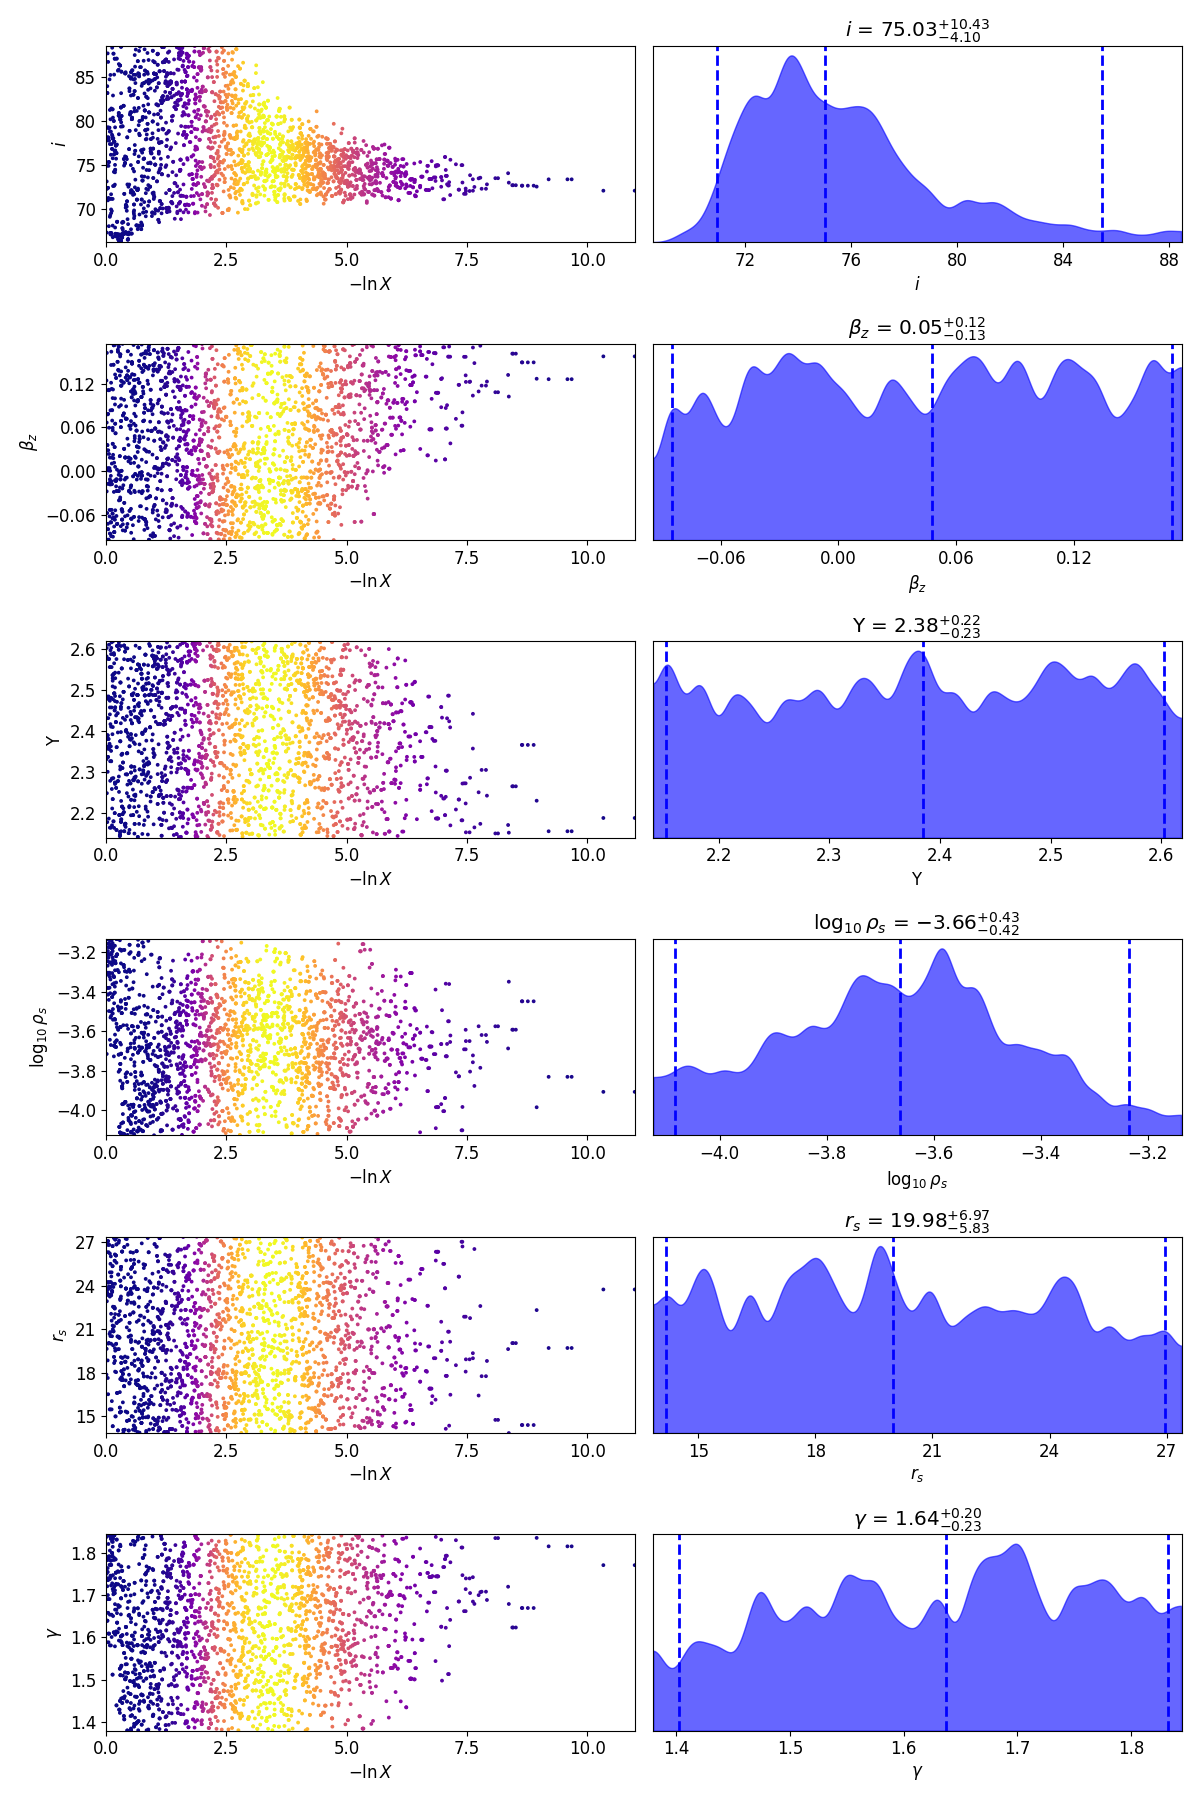 i = 75.03 +10.43 −4.10
85
80
75
70
i
0.0 2.5 5.0 7.5 10.0
−ln X
72 76 80 84 88
i
βz = 0.05 +0.12 −0.13
0.12
0.06
0.00
−0.06
βz
0.0 2.5 5.0 7.5 10.0
−ln X
−0.06 0.00 0.06 0.12
βz
Y = 2.38 +0.22 −0.23
2.6
2.5
2.4
2.3
2.2
Y
0.0 2.5 5.0 7.5 10.0
−ln X
2.2 2.3 2.4 2.5 2.6
Y
log10 ρs = −3.66 +0.43 −0.42
−3.2
−3.4
−3.6
−3.8
−4.0
log10 ρs
0.0 2.5 5.0 7.5 10.0
−ln X
−4.0 −3.8 −3.6 −3.4 −3.2
log10 ρs
rs = 19.98 +6.97 −5.83
27
24
21
18
15
rs
0.0 2.5 5.0 7.5 10.0
−ln X
15 18 21 24 27
rs
γ = 1.64 +0.20 −0.23
1.8
1.7
1.6
1.5
1.4
γ
0.0 2.5 5.0 7.5 10.0
−ln X
1.4 1.5 1.6 1.7 1.8
γ